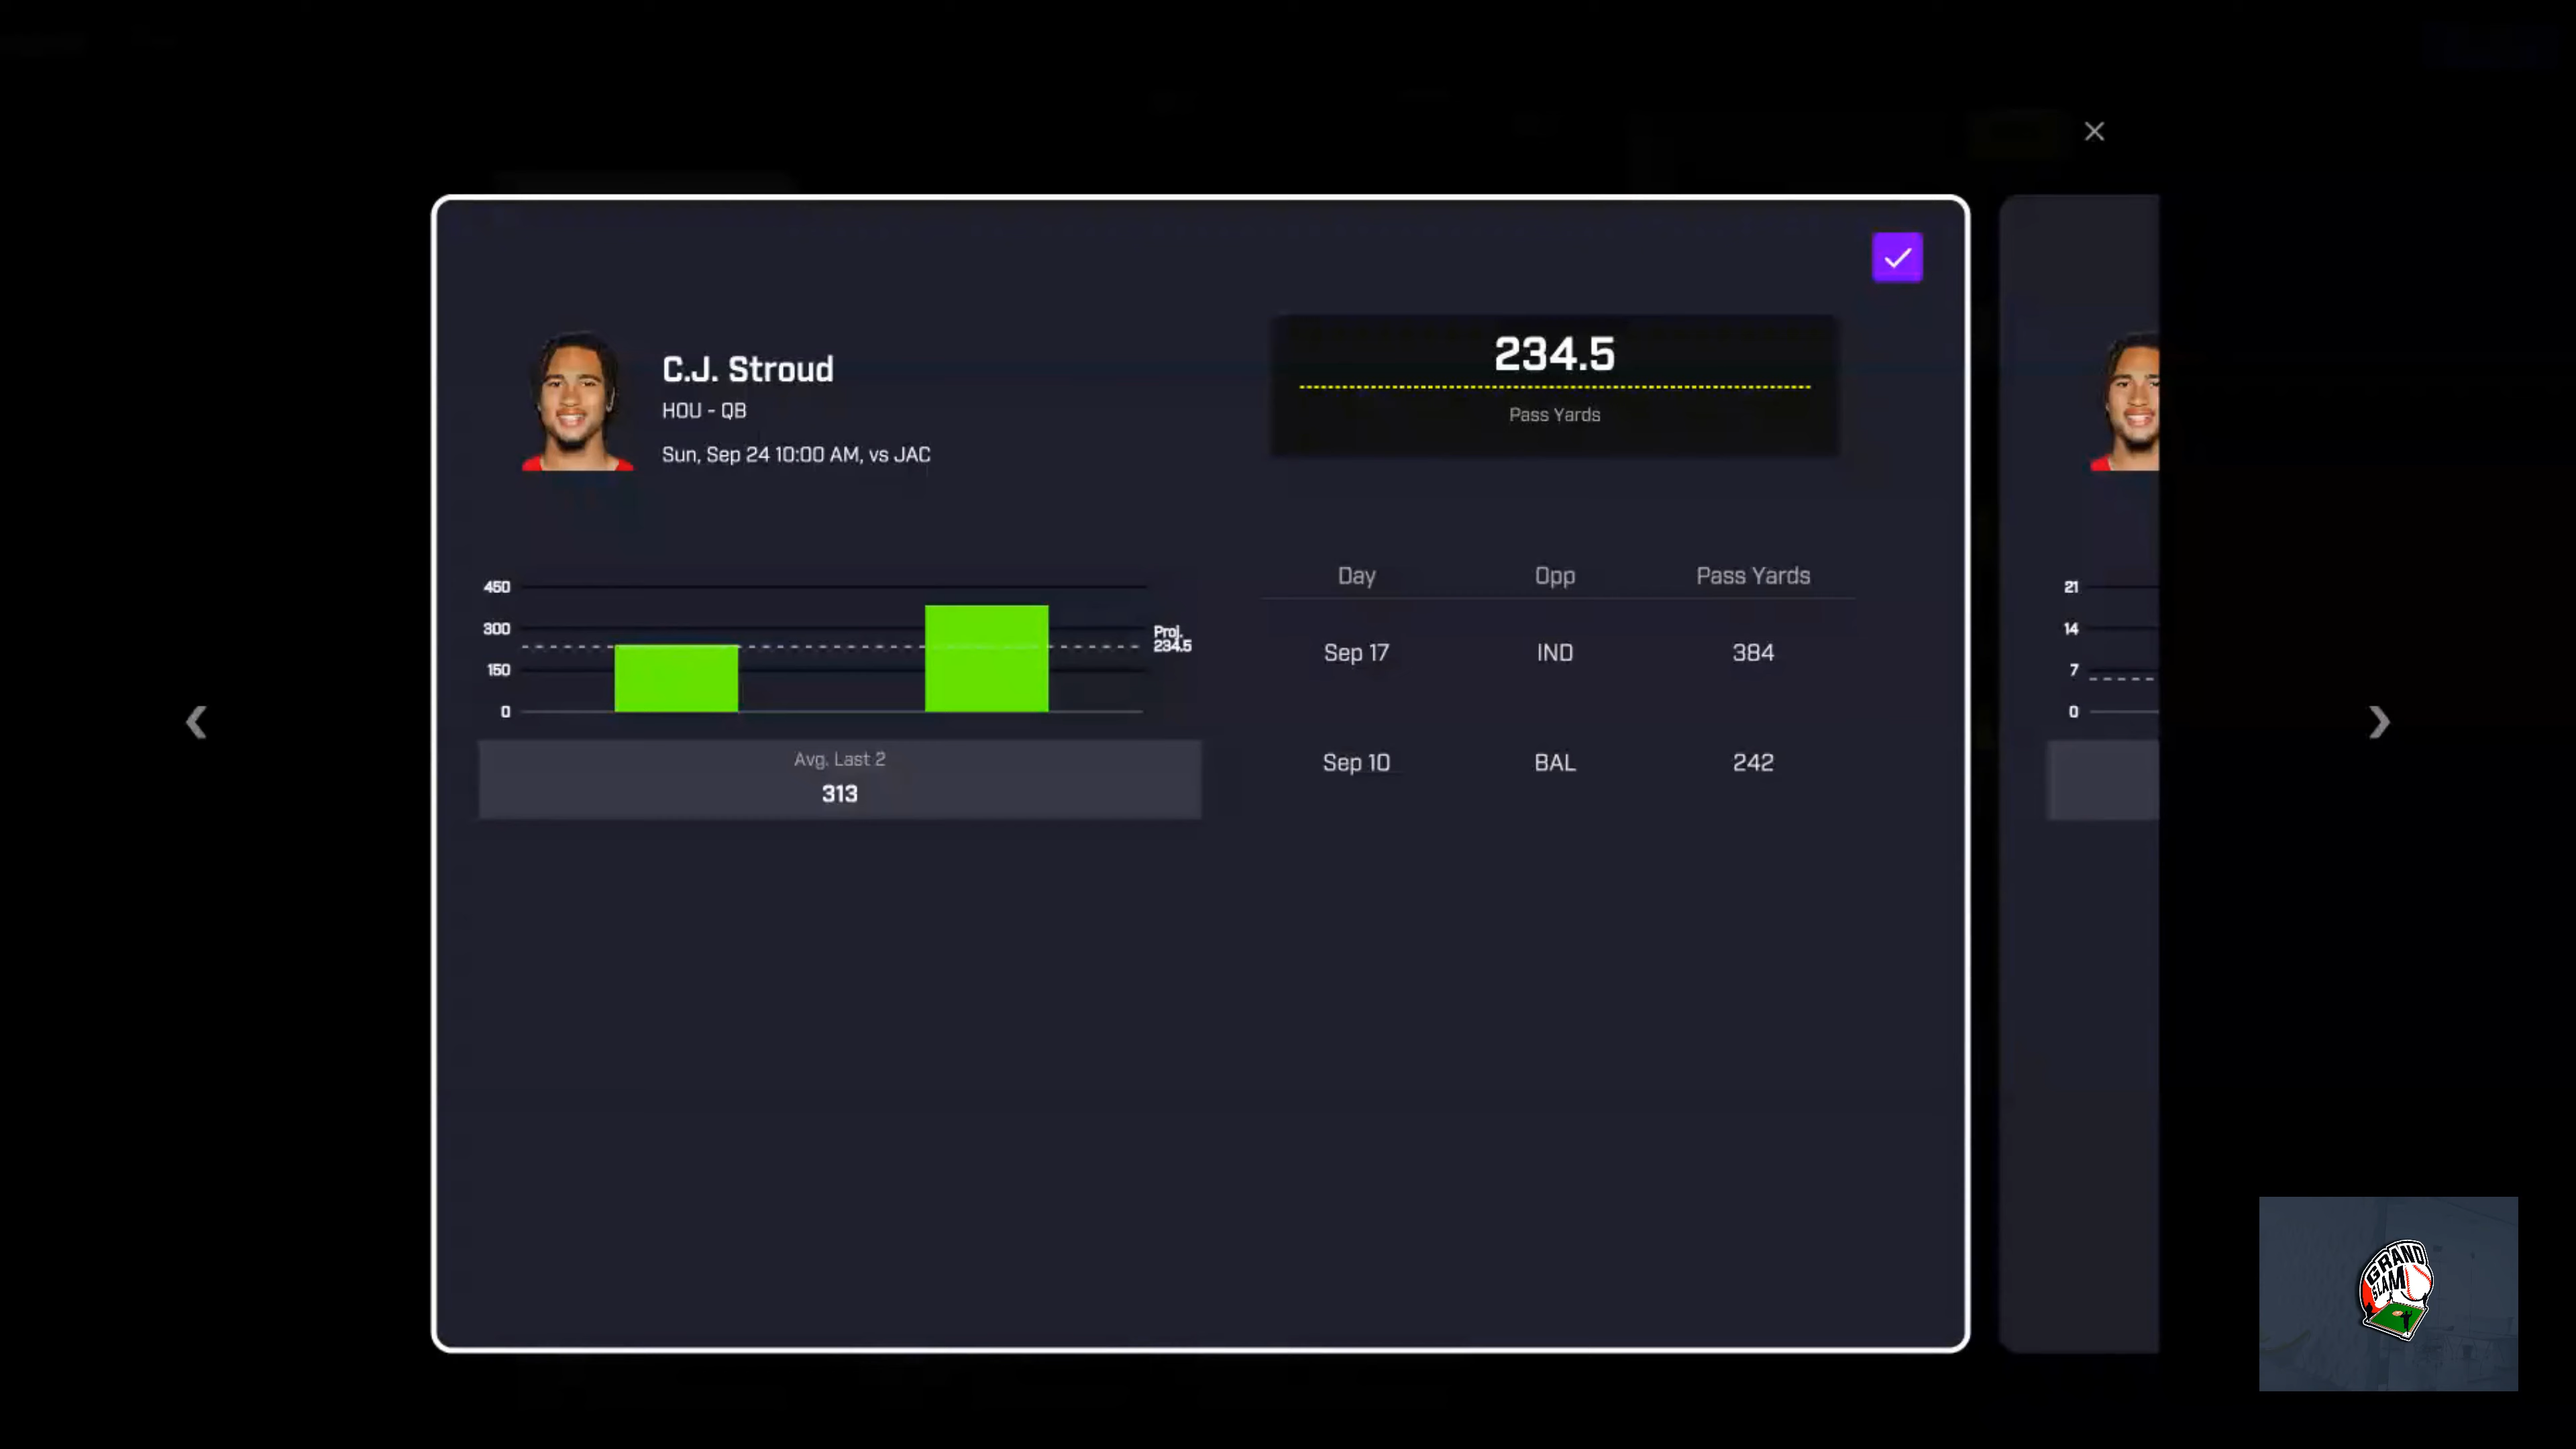 C.J. Stroud
HOU - QB
Sun, Sep 24 10:00 AM, vs JAC
234.5
Pass Yards
450
300
150
0
Proj.
234.5
Avg. Last 2
313
Day Opp Pass Yards
Sep 17 IND 384
Sep 10 BAL 242
21
14
7
0
GRAND
SLAM